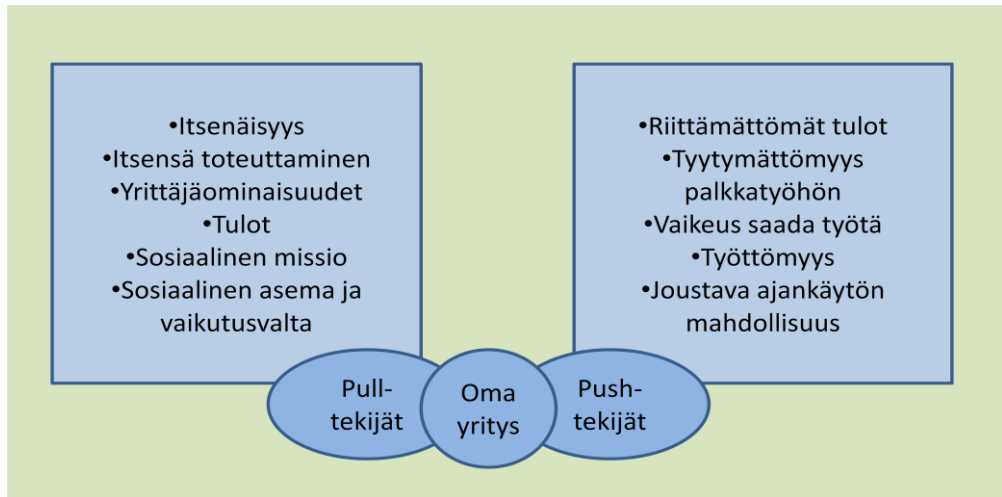 •Itsenäisyys
•Itsensä toteuttaminen
•Yrittäjäominaisuudet
•Tulot
•Sosiaalinen missio
•Sosiaalinen asema ja
vaikutusvalta
•Riittämättömät tulot
•Tyytymättömyys
palkkatyöhön
•Vaikeus saada työtä
•Työttömyys
•Joustava ajankäytön
mahdollisuus
Pull-
tekijät
Oma
yritys
Push-
tekijät